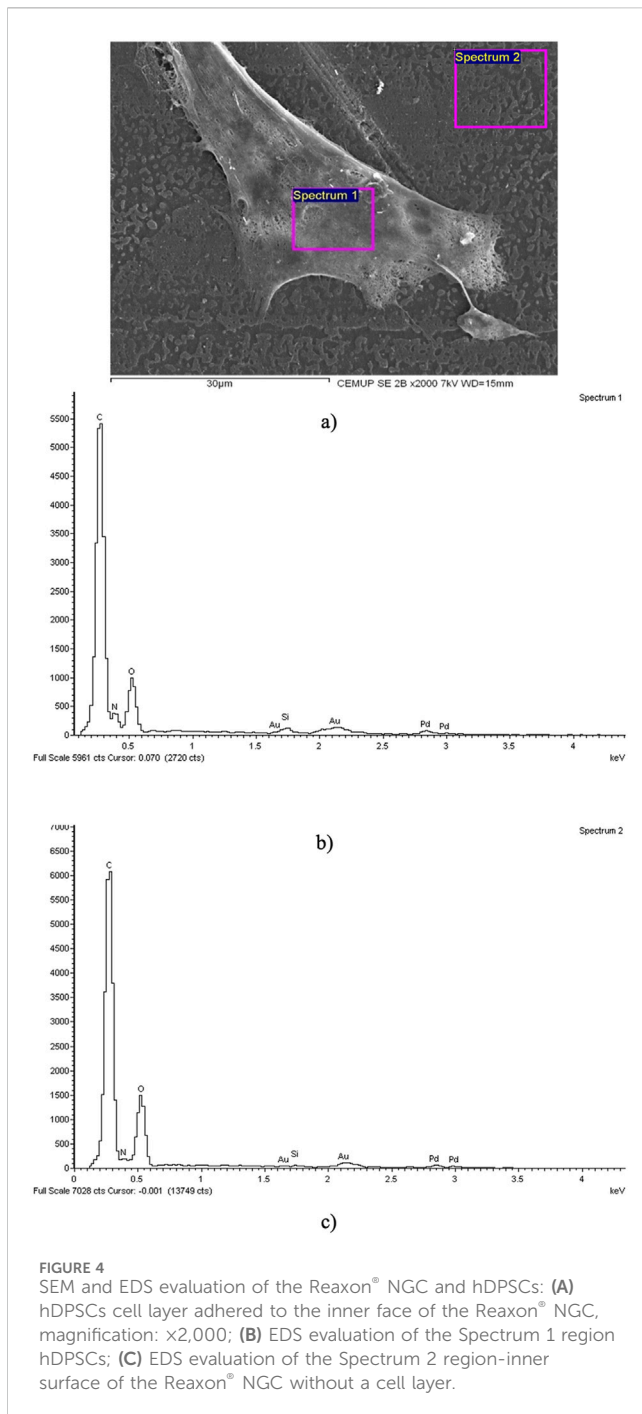 Spectrum 2
Spectrum 1
30µm CEMUP SE 2B x2000 7kV WD=15mm
a)
Spectrum 1
5500
5000
4500
4000
3500
3000
2500
2000
1500
1000
500
0
C
N
O
Au
Si
Au
Pd
Pd
0.5 1 1.5 2 2.5 3 3.5 4
Full Scale 5961 cts Cursor: 0.070 (2720 cts) keV
b)
Spectrum 2
7000
6500
6000
5500
5000
4500
4000
3500
3000
2500
2000
1500
1000
500
0
C
N
O
Au
Si
Au
Pd
Pd
0 0.5 1 1.5 2 2.5 3 3.5 4
Full Scale 7028 cts Cursor: -0.001 (13749 cts) keV
c)
FIGURE 4
SEM and EDS evaluation of the Reaxon® NGC and hDPSCs: (A)
hDPSCs cell layer adhered to the inner face of the Reaxon® NGC,
magnification: ×2,000; (B) EDS evaluation of the Spectrum 1 region
hDPSCs; (C) EDS evaluation of the Spectrum 2 region-inner
surface of the Reaxon® NGC without a cell layer.